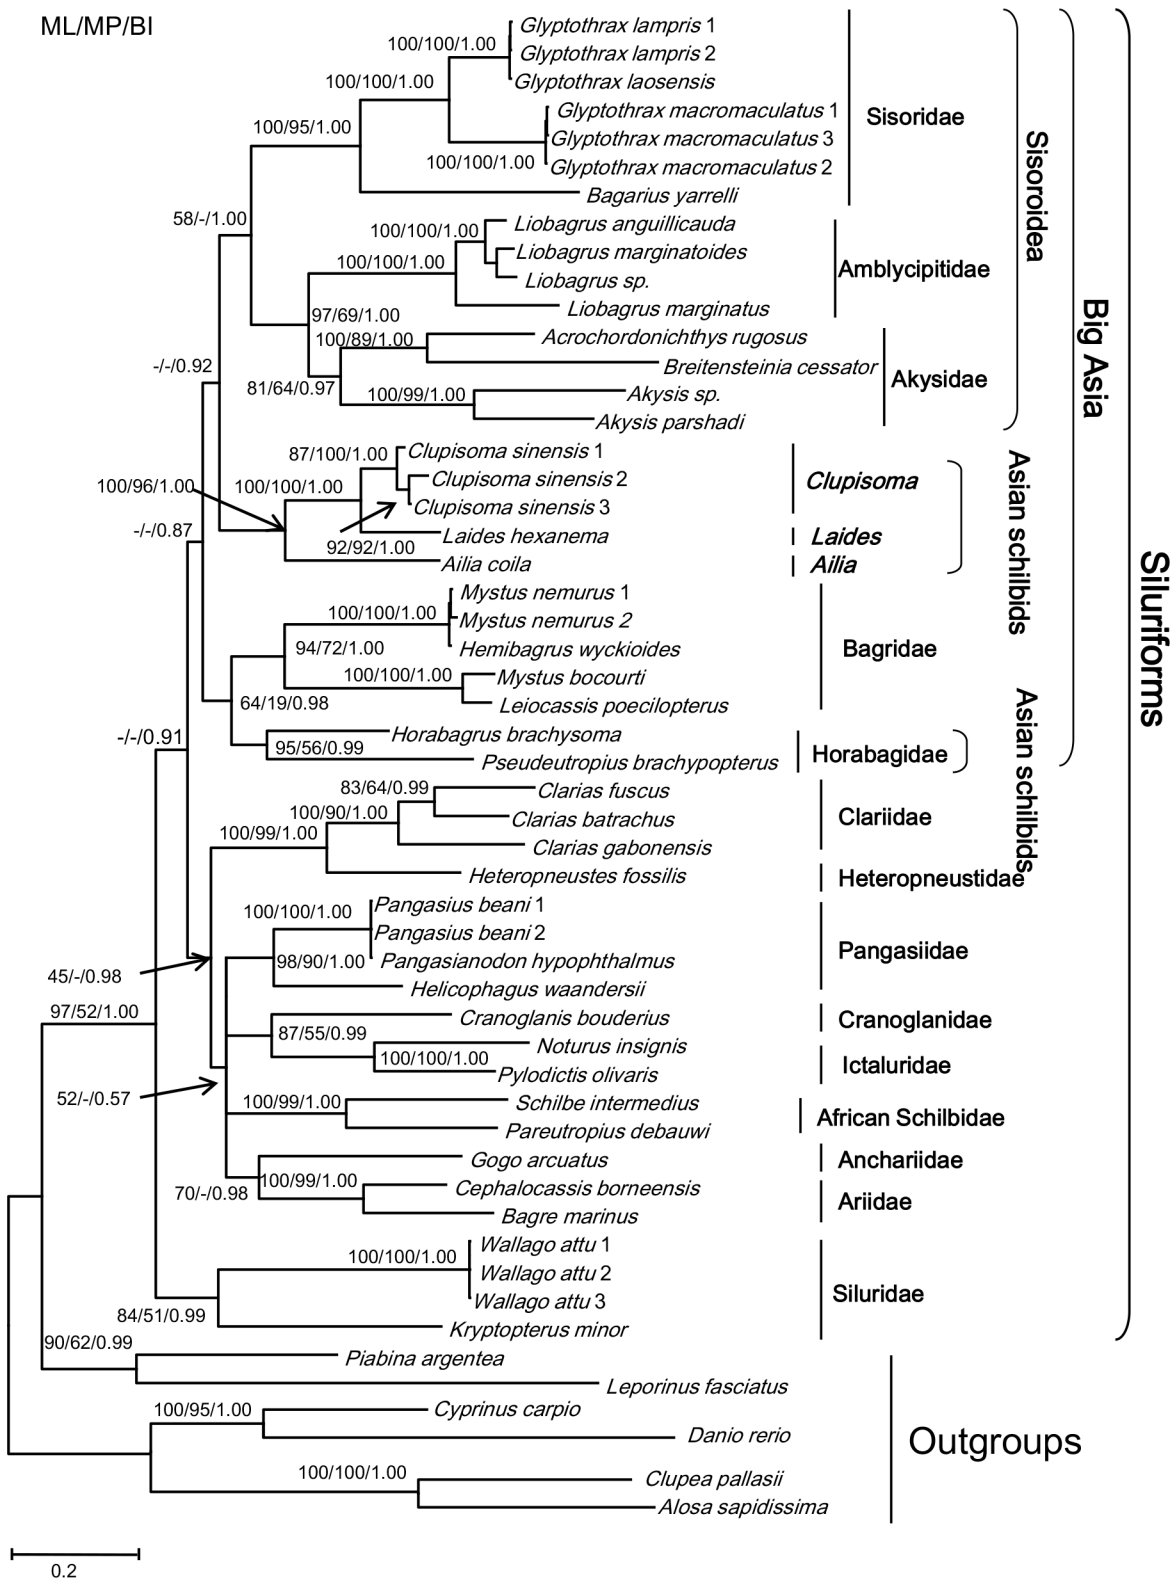 ML/MP/BI
Glyptothrax lampris 1
100/100/1.00
Glyptothrax lampris 2
100/100/1.00
Glyptothrax laosensis
Glyptothrax macromaculatus 1
Sisoridae
100/95/1.00
Glyptothrax macromaculatus 3
100/100/1.00
Glyptothrax macromaculatus 2
Bagarius yarrelli
Sisoroidea
58/-/1.00
Liobagrus anguillicauda
100/100/1.00
Liobagrus marginatoides
100/100/1.00
Amblycipitidae
Liobagrus sp.
Liobagrus marginatus
97/69/1.00
Acrochordonichthys rugosus
100/89/1.00
Big Asia
-/-/0.92
Breitensteinia cessator
Akysidae
81/64/0.97
100/99/1.00
Akysis sp.
Akysis parshadi
87/100/1.00
Clupisoma sinensis 1
100/96/1.00
100/100/1.00
Clupisoma sinensis 2
Clupisoma
Clupisoma sinensis 3
-/-/0.87
Laides hexanema
Laides
92/92/1.00
Ailia coila
Ailia
Asian schilbids
Mystus nemurus 1
100/100/1.00
Mystus nemurus 2
94/72/1.00
Hemibagrus wyckioides
Bagridae
Siluriforms
100/100/1.00
Mystus bocourti
64/19/0.98
Leiocassis poecilopterus
-/-/0.91
Horabagrus brachysoma
95/56/0.99
Horabagidae
Pseudeutropius brachypopterus
Asian schilbids
83/64/0.99
Clarias fuscus
100/90/1.00
Clarias batrachus
Clariidae
100/99/1.00
Clarias gabonensis
Heteropneustes fossilis
Heteropneustidae
100/100/1.00
Pangasius beani 1
Pangasius beani 2
Pangasiidae
98/90/1.00
Pangasianodon hypophthalmus
45/-/0.98
Helicophagus waandersii
97/52/1.00
Cranoglanis bouderius
Cranoglanidae
87/55/0.99
Noturus insignis
100/100/1.00
Ictaluridae
Pylodictis olivaris
52/-/0.57
100/99/1.00
Schilbe intermedius
African Schilbidae
Pareutropius debauwi
Gogo arcuatus
Anchariidae
70/-/0.98
100/99/1.00
Cephalocassis borneensis
Ariidae
Bagre marinus
Wallago attu 1
100/100/1.00
Wallago attu 2
Siluridae
Wallago attu 3
84/51/0.99
Kryptopterus minor
90/62/0.99
Piabina argentea
Leporinus fasciatus
100/95/1.00
Cyprinus carpio
Danio rerio
Outgroups
100/100/1.00
Clupea pallasii
Alosa sapidissima
0.2